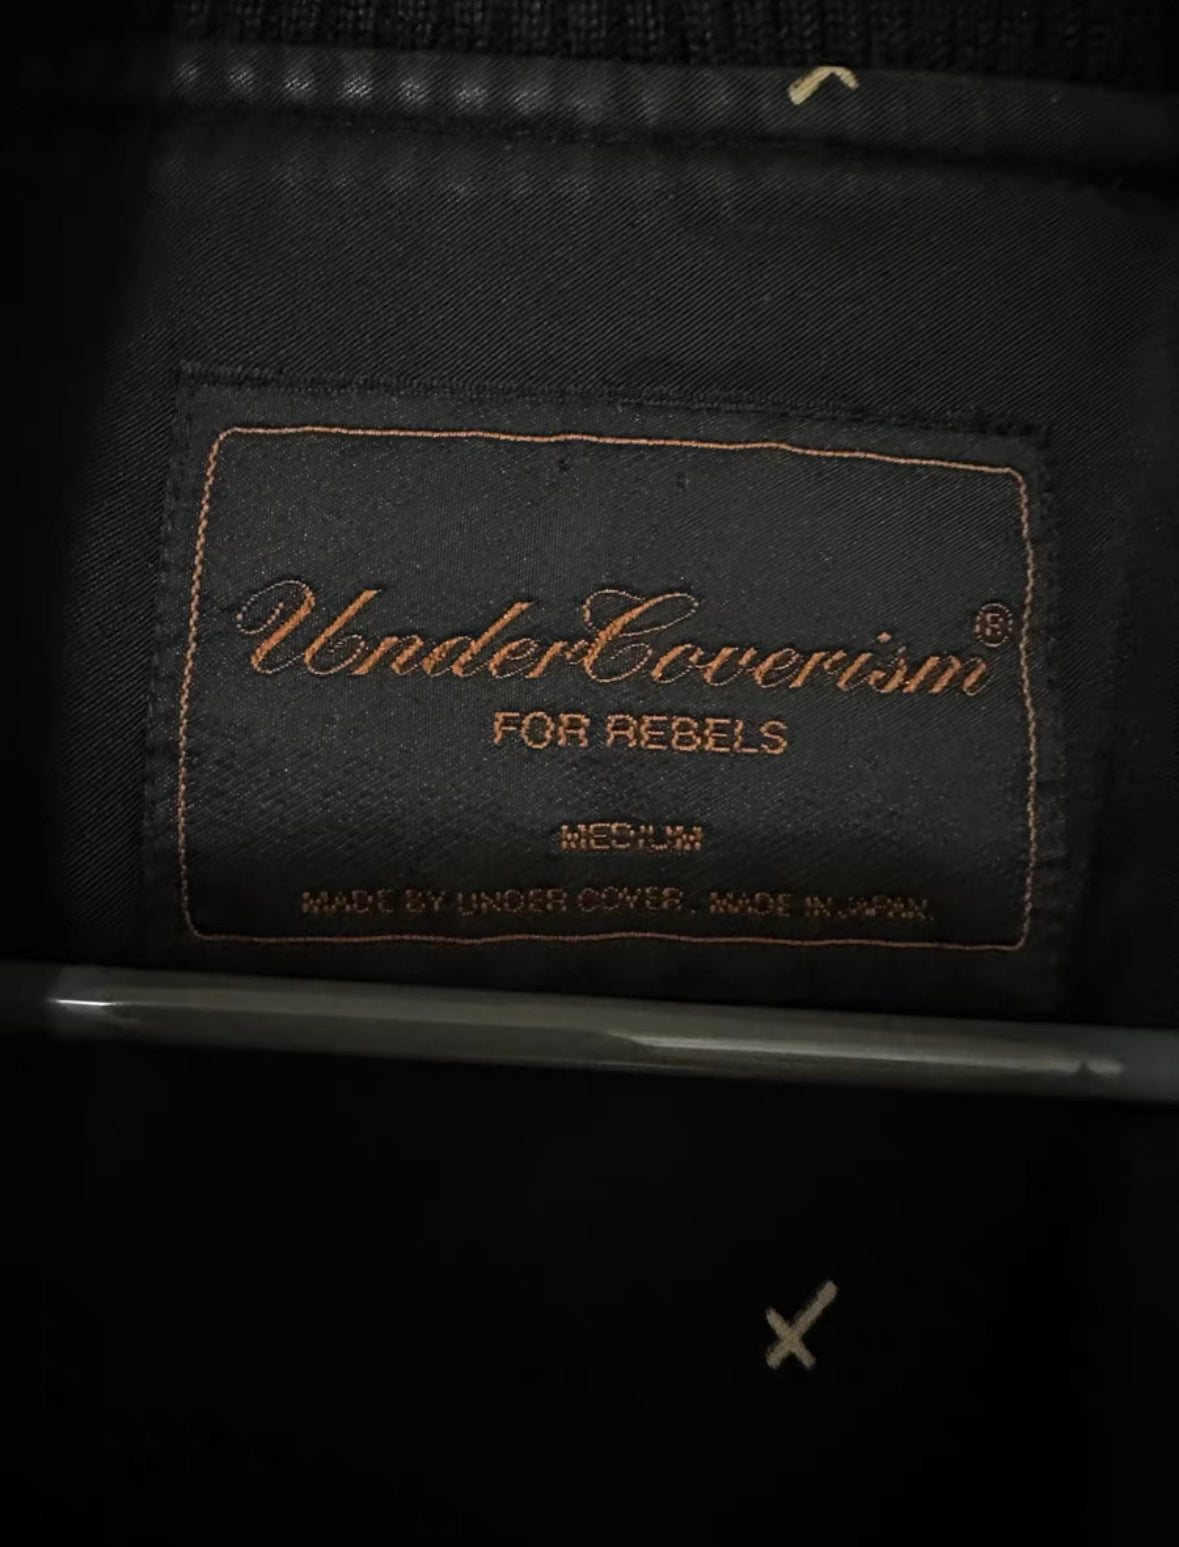 UnderCoverism®
FOR REBELS
MEDIUM
MADE BY UNDER COVER. MADE IN JAPAN.